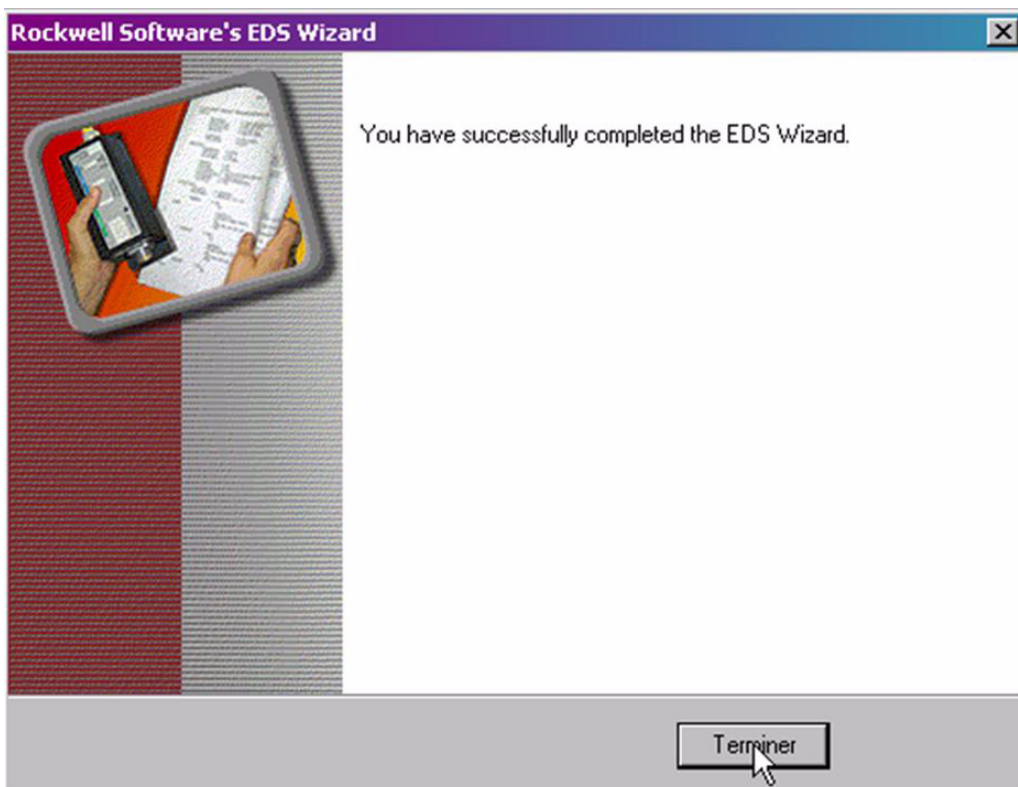 Rockwell Software's EDS Wizard
You have successfully completed the EDS Wizard.
Terminer